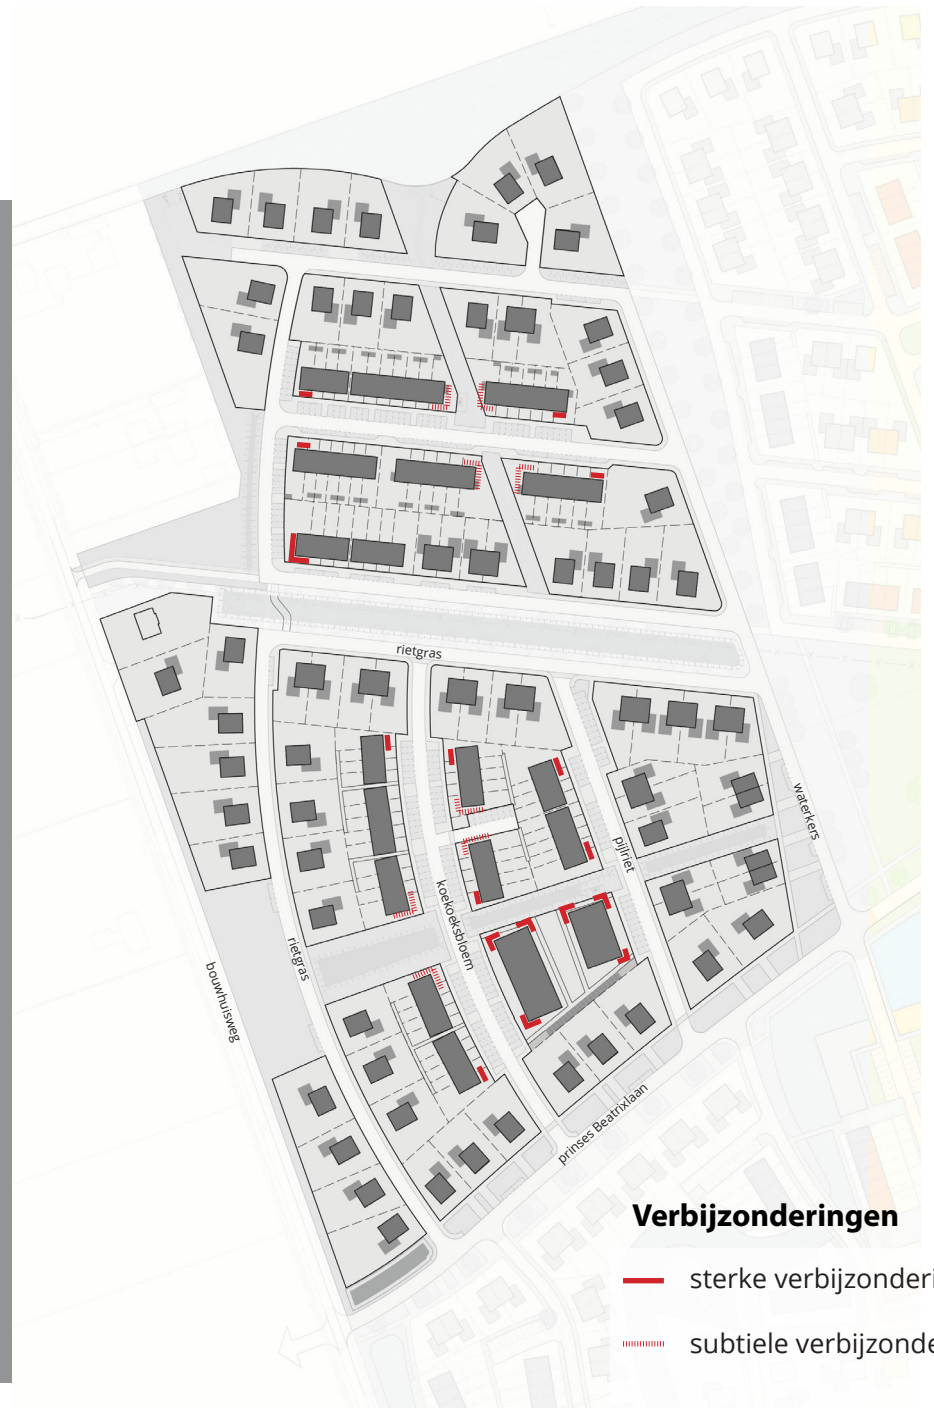 rietgras
waterkers
pijlriet
koekoeksbloem
rietgras
bouwhuisweg
prinses Beatrixlaan
Verbijzonderingen
sterke verbijzonderi
subtiele verbijzonde